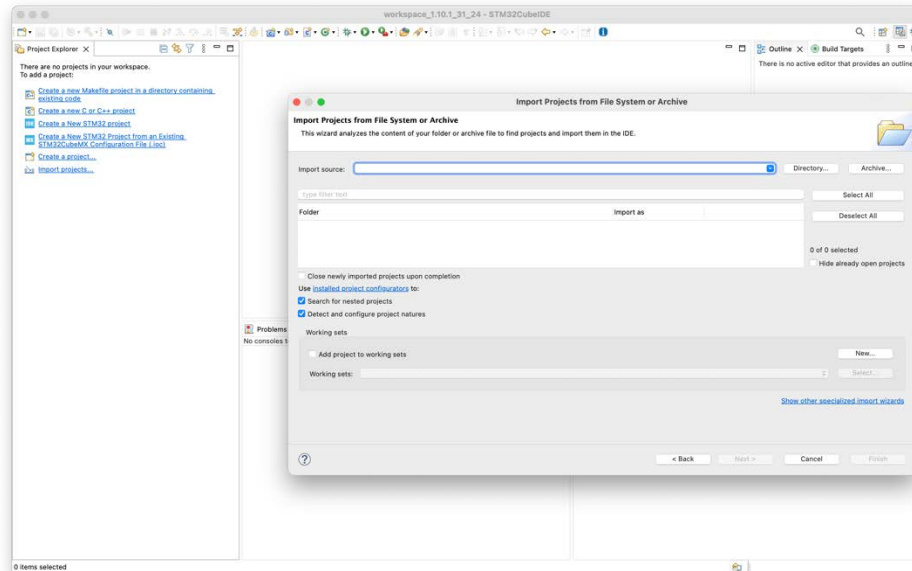 workspace_1.10.1_31_24 - STM32CubeIDE
Project Explorer
There are no projects in your workspace.
To add a project:
Create a new Makefile project in a directory containing
existing code
Create a new C or C++ project
Create a New STM32 project
Create a New STM32 Project from an Existing
STM32CubeMX Configuration File (.ioc)
Create a project...
Import projects...
Outline
Build Targets
There is no active editor that provides an outline
Problems
No consoles t
Import Projects from File System or Archive
Import Projects from File System or Archive
This wizard analyzes the content of your folder or archive file to find projects and import them in the IDE.
Import source:
Directory...
Archive...
type filter text
Select All
Folder
Import as
Deselect All
0 of 0 selected
Hide already open projects
Close newly imported projects upon completion
Use installed project configurators to:
Search for nested projects
Detect and configure project natures
Working sets
Add project to working sets
New...
Working sets:
Select...
Show other specialized import wizards
?
< Back
Next >
Cancel
Finish
0 items selected